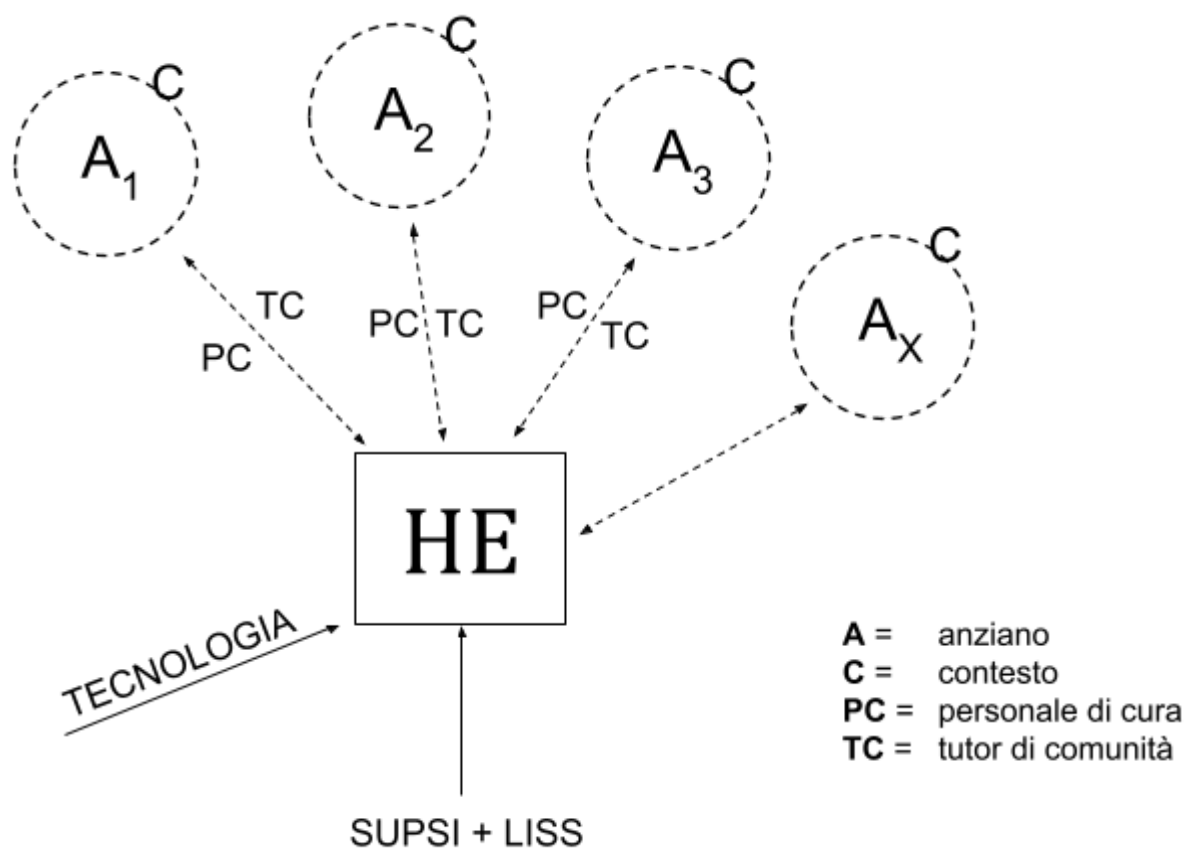 C
A1
C
A2
C
A3
C
AX
TC
PC
PC TC
PC
TC
HE
TECNOLOGIA
SUPSI + LISS
A = anziano
C = contesto
PC = personale di cura
TC = tutor di comunità